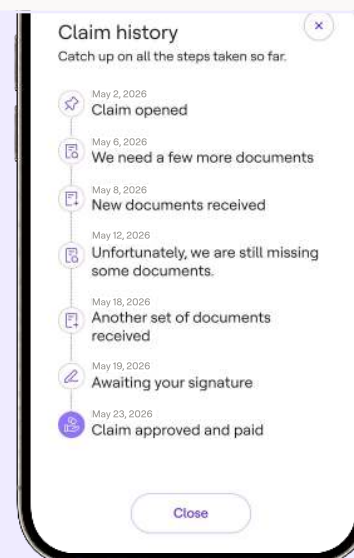 Claim history
Catch up on all the steps taken so far.
May 2, 2026
Claim opened
May 6, 2026
We need a few more documents
May 8, 2026
New documents received
May 12, 2026
Unfortunately, we are still missing
some documents.
May 18, 2026
Another set of documents
received
May 19, 2026
Awaiting your signature
May 23, 2026
Claim approved and paid
Close